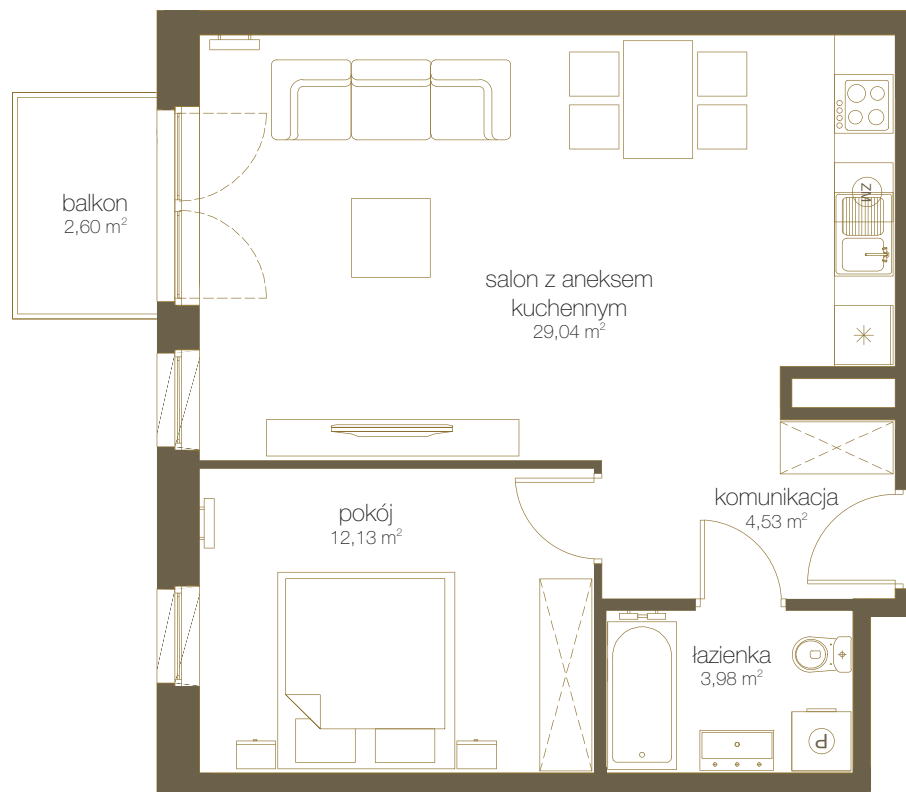 balkon
2,60 m²
salon z aneksem
kuchennym
29,04 m²
ZM
komunikacja
4,53 m²
pokój
12,13 m²
łazienka
3,98 m²
P